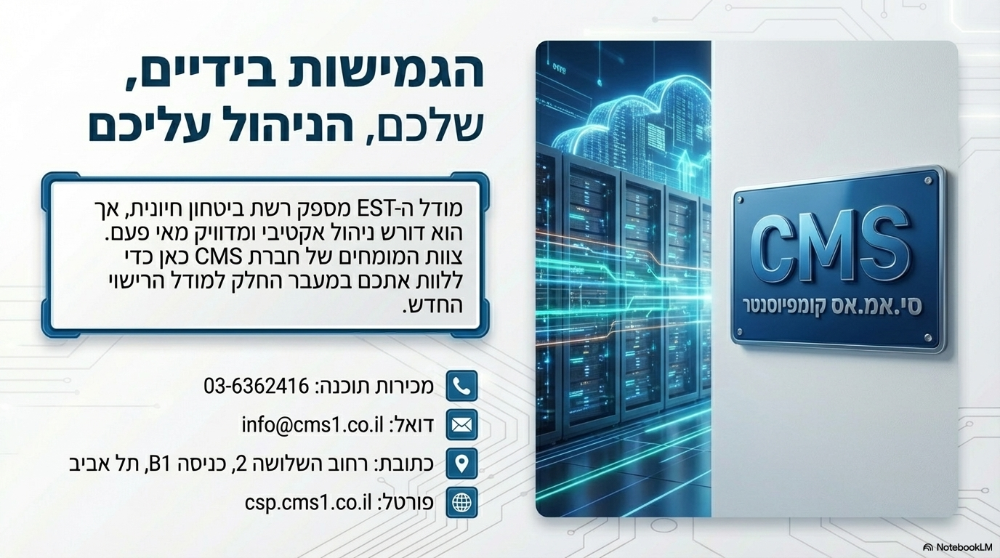 הגמישות בידיים,
שלכם, הניהול עליכם
מודל ה-EST מספק רשת ביטחון חיונית, אך
הוא דורש ניהול אקטיבי ומדוויק מאי פעם.
צוות המומחים של חברת CMS כאן כדי
ללוות אתכם במעבר החלק למודל הרישוי
החדש.
מכירות תוכנה: 03-6362416
דואל: info@cms1.co.il
כתובת: רחוב השלושה 2, כניסה B1, תל אביב
פורטל: csp.cms1.co.il
CMS
סי.אמ.אס קומפיוסנטר
NotebookLM